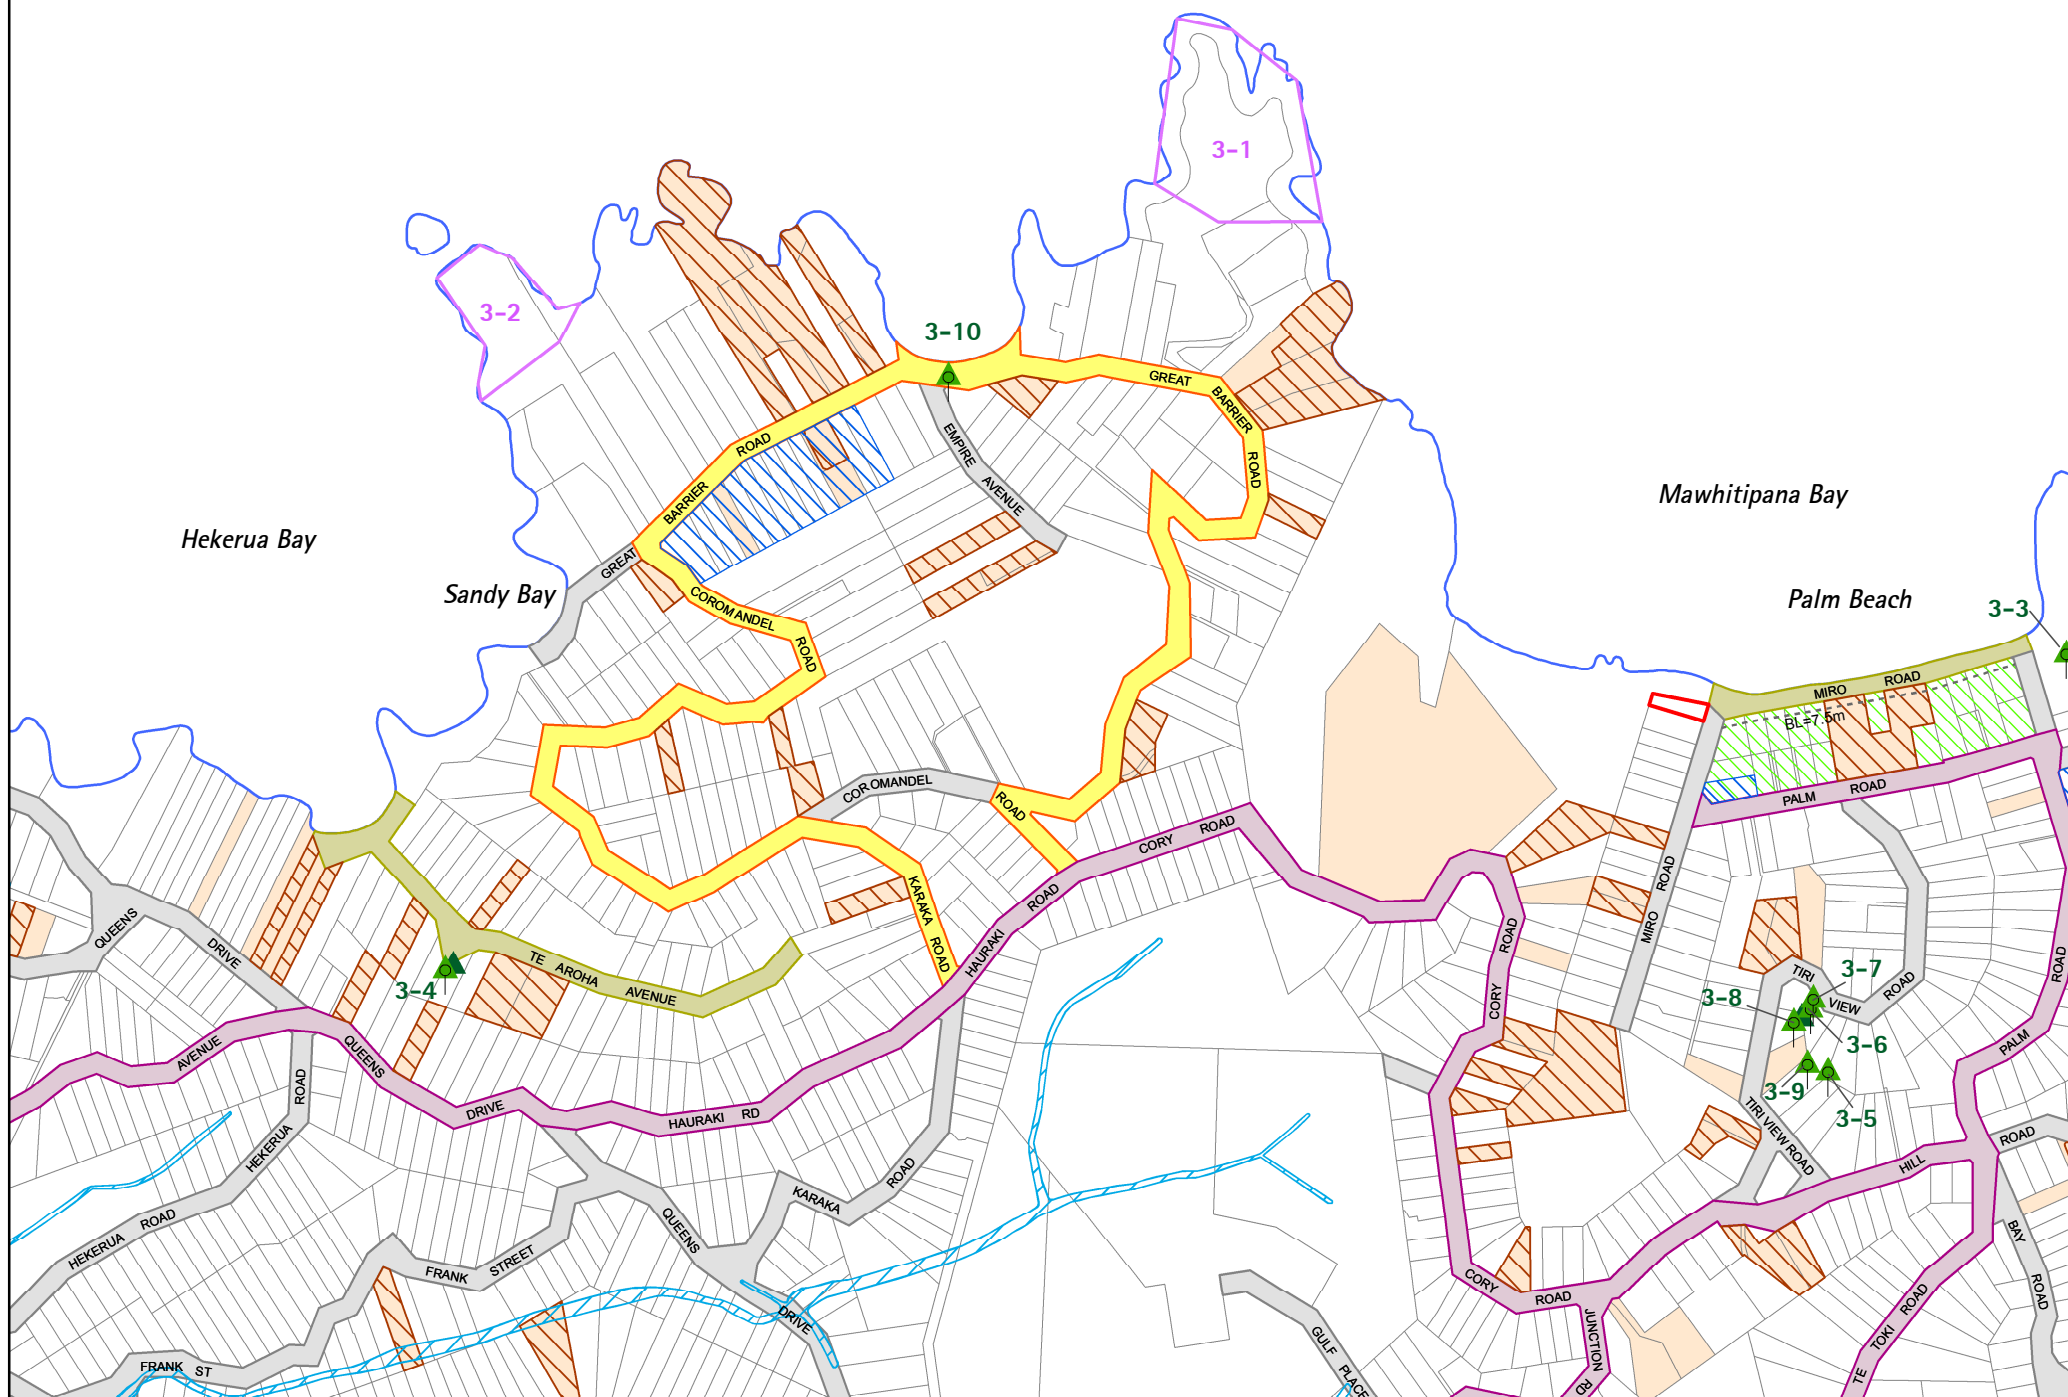 3-1
3-2
3-10
GREAT
BARRIER
ROAD
ROAD
BARRIER
GREAT
EMPIRE
AVENUE
Mawhitipana Bay
Hekerua Bay
Sandy Bay
Palm Beach
3-3
COROMANDEL
ROAD
MIRO ROAD
BL=7.5m
PALM ROAD
COROMANDEL
ROAD
CORY ROAD
HAURAKI ROAD
KARAKA ROAD
MIRO ROAD
QUEENS
DRIVE
TE AROHA AVENUE
3-4
CORY ROAD
TIRI
VIEW
ROAD
3-7
3-8
3-6
3-9
3-5
PALM
ROAD
AVENUE
QUEENS
DRIVE
HAURAKI RD
HEKERUA
ROAD
TIRI VIEW ROAD
HILL
ROAD
KARAKA
ROAD
QUEENS
DRIVE
HEKERUA ROAD
FRANK STREET
FRANK ST
CORY
ROAD
JUNCTION
RD
GULF PLACE
TE TOKI ROAD
BAY
ROAD